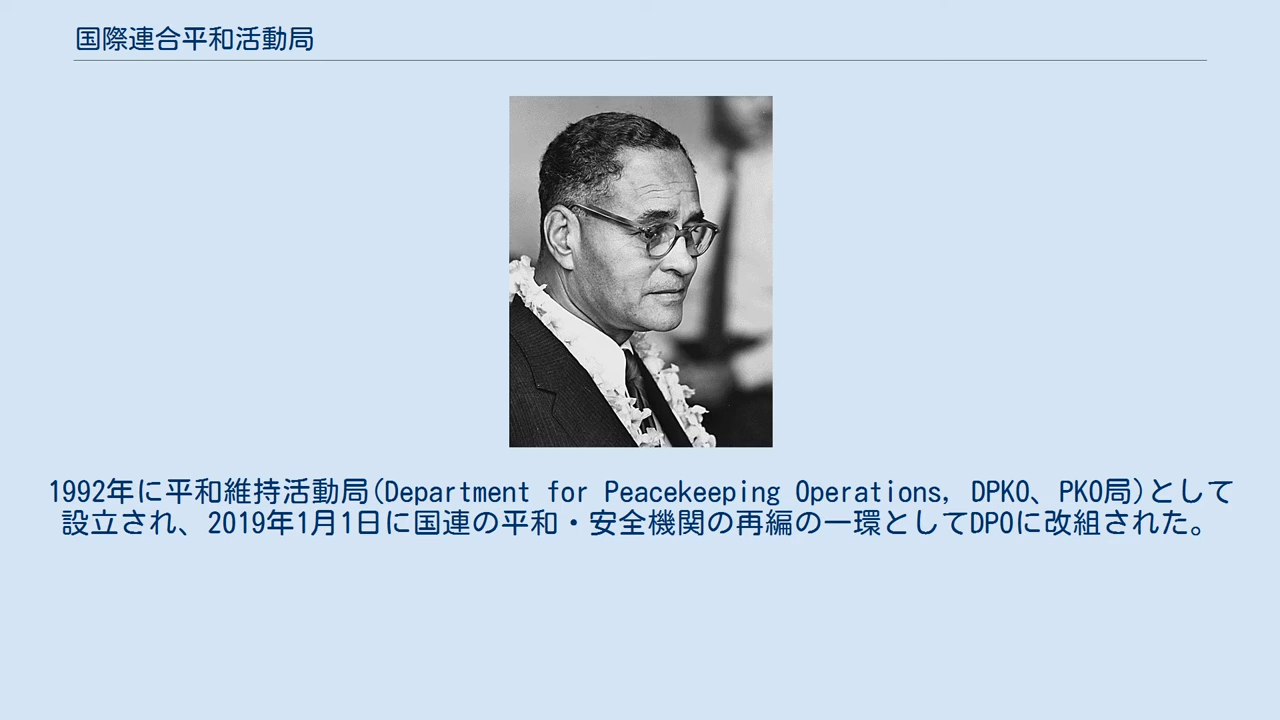 国際連合平和活動局
1992年に平和維持活動局(Department for Peacekeeping Operations, DPKO、PKO局)として
設立され、2019年1月1日に国連の平和・安全機関の再編の一環としてDPOに改組された。